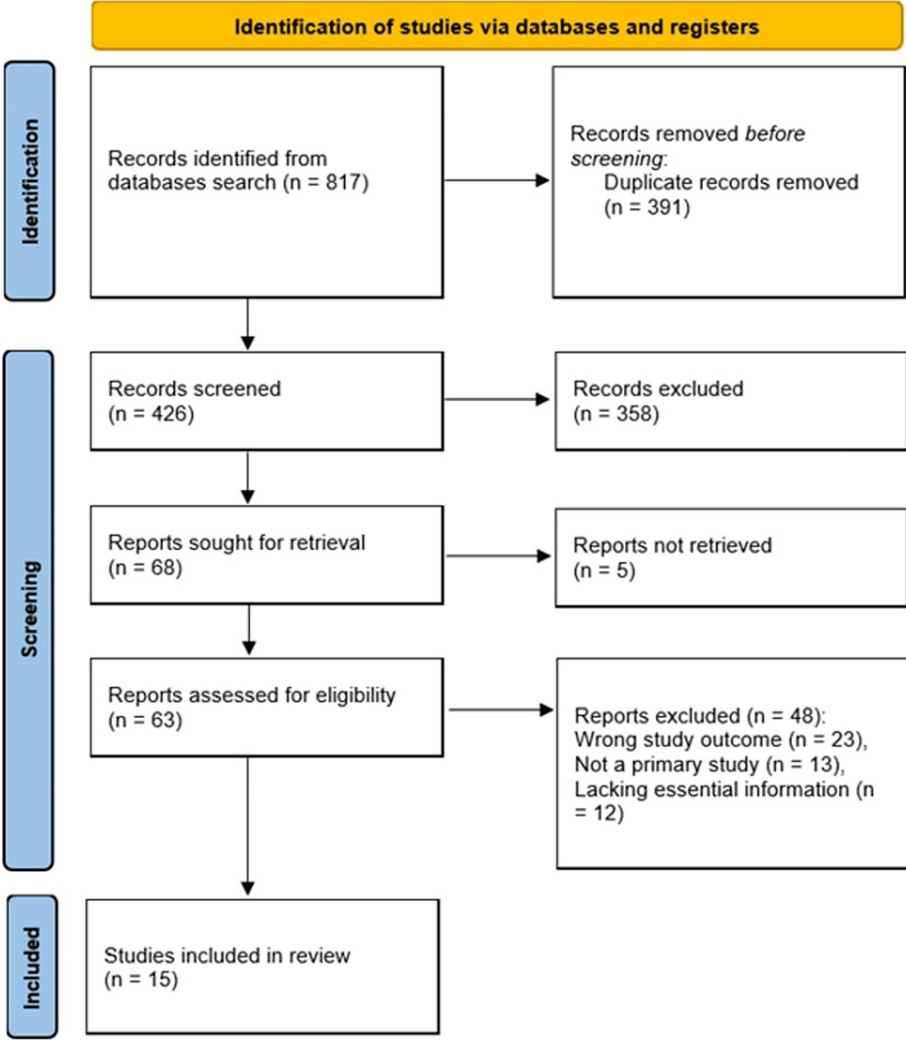 Identification of studies via databases and registers
Identification
Records identified from
databases search (n = 817)
Records removed before
screening:
Duplicate records removed
(n = 391)
Screening
Records screened
(n = 426)
Records excluded
(n = 358)
Reports sought for retrieval
(n = 68)
Reports not retrieved
(n = 5)
Reports assessed for eligibility
(n = 63)
Reports excluded (n = 48):
Wrong study outcome (n = 23),
Not a primary study (n = 13),
Lacking essential information (n
= 12)
Included
Studies included in review
(n = 15)